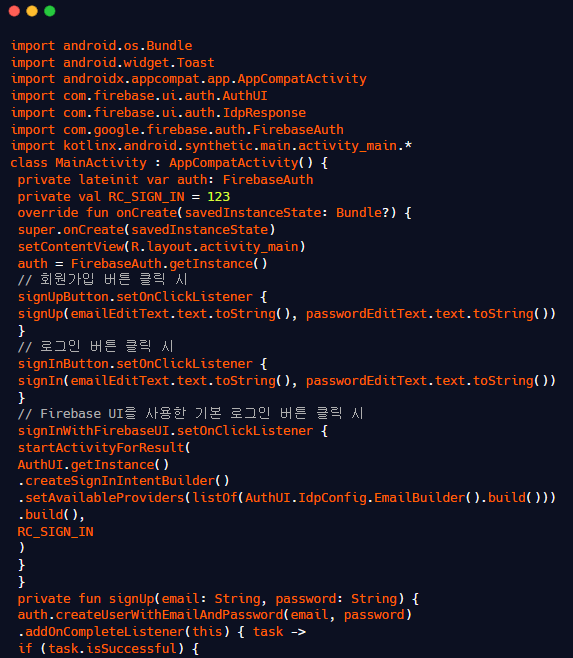 import android.os.Bundle
import android.widget.Toast
import androidx.appcompat.app.AppCompatActivity
import com.firebase.ui.auth.AuthUI
import com.firebase.ui.auth.IdpResponse
import com.google.firebase.auth.FirebaseAuth
import kotlinx.android.synthetic.main.activity_main.*
class MainActivity : AppCompatActivity() {
private lateinit var auth: FirebaseAuth
private val RC_SIGN_IN = 123
override fun onCreate(savedInstanceState: Bundle?) {
super.onCreate(savedInstanceState)
setContentView(R.layout.activity_main)
auth = FirebaseAuth.getInstance()
// 회원가입 버튼 클릭 시
signUpButton.setOnClickListener {
signUp(emailEditText.text.toString(), passwordEditText.text.toString())
}
// 로그인 버튼 클릭 시
signInButton.setOnClickListener {
signIn(emailEditText.text.toString(), passwordEditText.text.toString())
}
// Firebase UI를 사용한 기본 로그인 버튼 클릭 시
signInWithFirebaseUI.setOnClickListener {
startActivityForResult(
AuthUI.getInstance()
.createSignInIntentBuilder()
.setAvailableProviders(listOf(AuthUI.IdpConfig.EmailBuilder().build()))
.build(),
RC_SIGN_IN
)
}
}
private fun signUp(email: String, password: String) {
auth.createUserWithEmailAndPassword(email, password)
.addOnCompleteListener(this) { task ->
if (task.isSuccessful) {